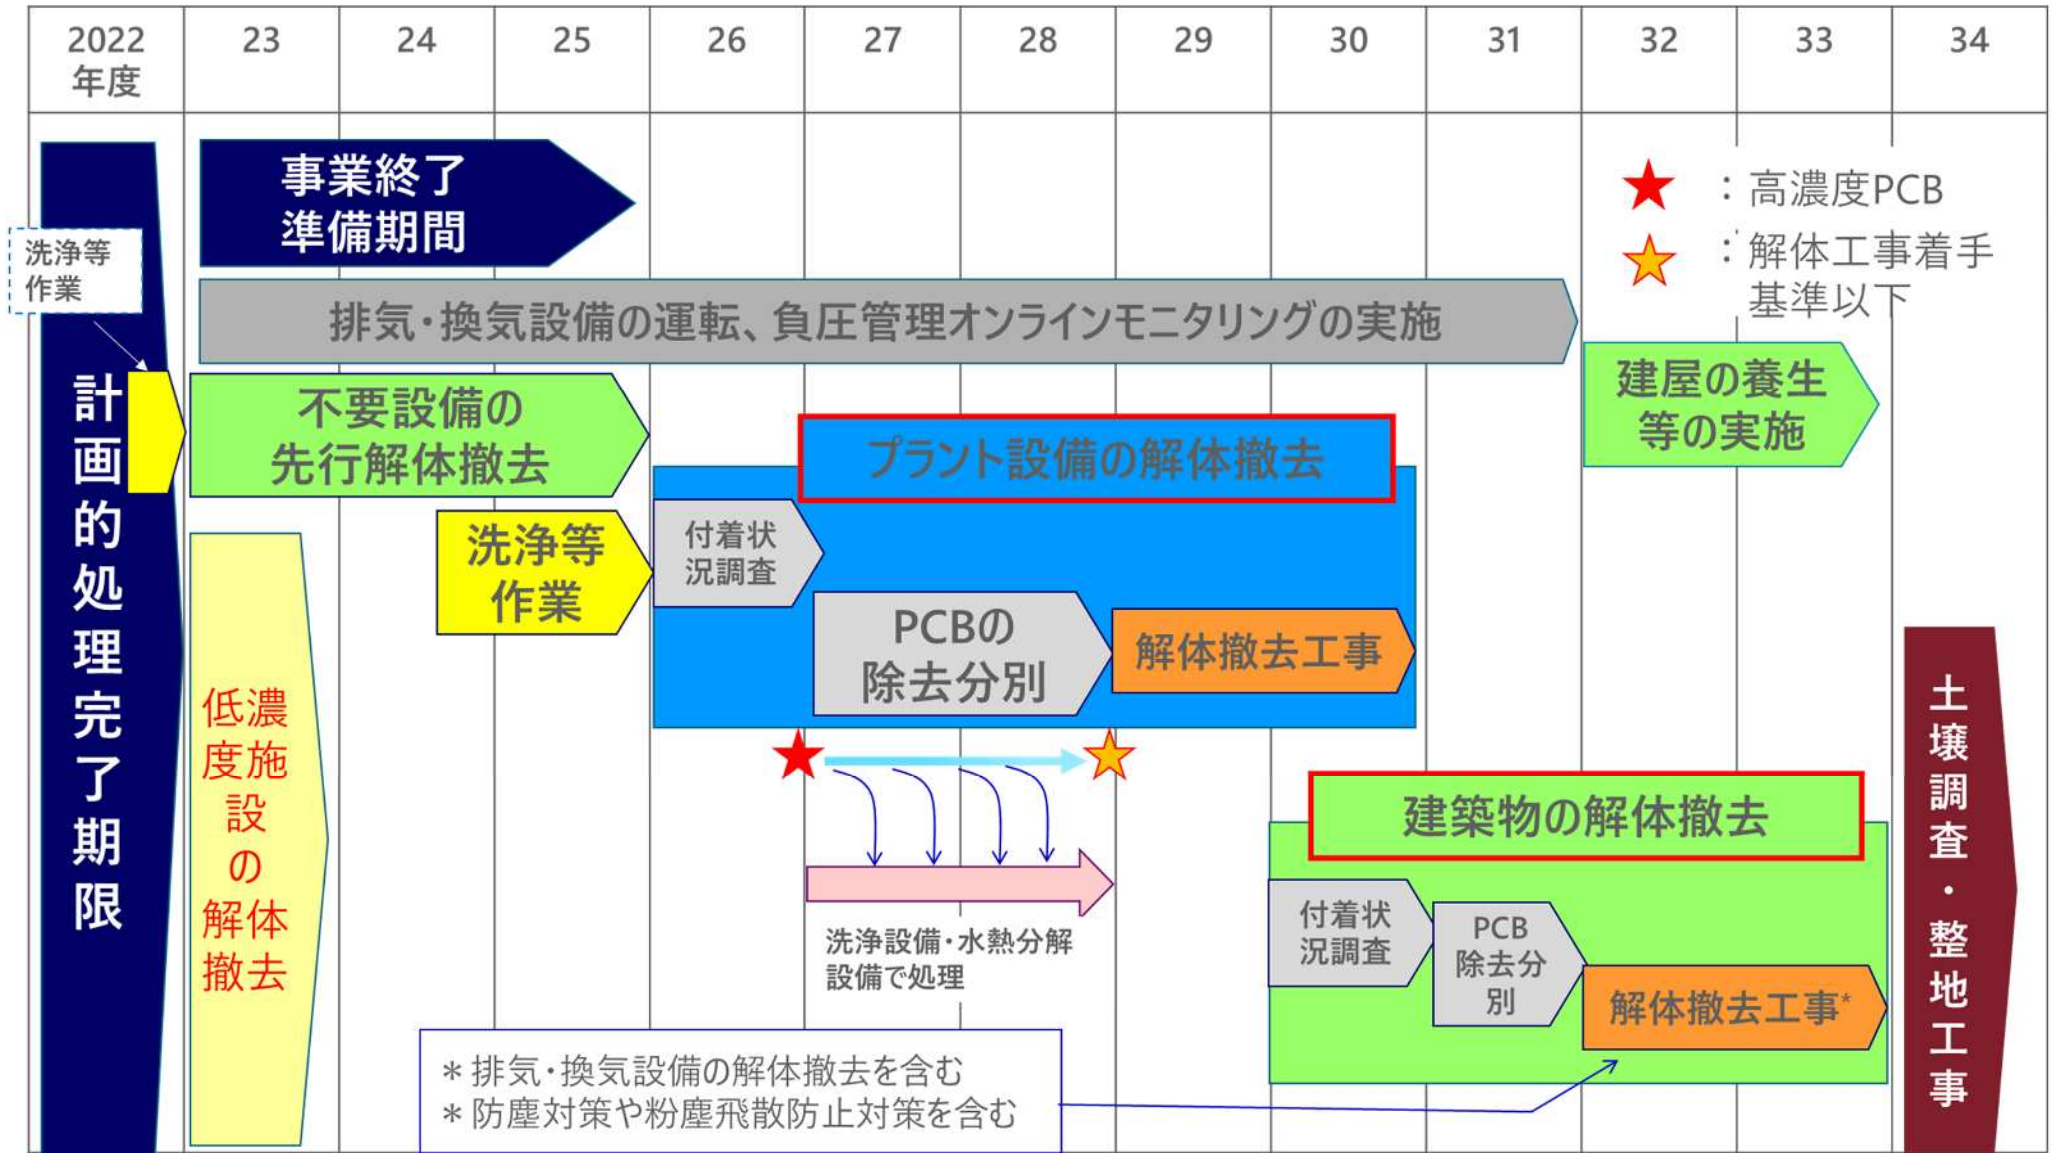 2022
年度
23
24
25
26
27
28
29
30
31
32
33
34
計画的処理完了期限
洗浄等
作業
事業終了
準備期間
★：高濃度PCB
★：解体工事着手
基準以下
排気・換気設備の運転、負圧管理オンラインモニタリングの実施
不要設備の
先行解体撤去
建屋の養生
等の実施
プラント設備の解体撤去
洗浄等
作業
付着状
況調査
PCBの
除去分別
解体撤去工事
低濃
度施
設
の
解体
撤去
洗浄設備・水熱分解
設備で処理
建築物の解体撤去
付着状
況調査
PCB
除去分
別
解体撤去工事*
土壌調査・整地工事
＊排気・換気設備の解体撤去を含む
＊防塵対策や粉塵飛散防止対策を含む